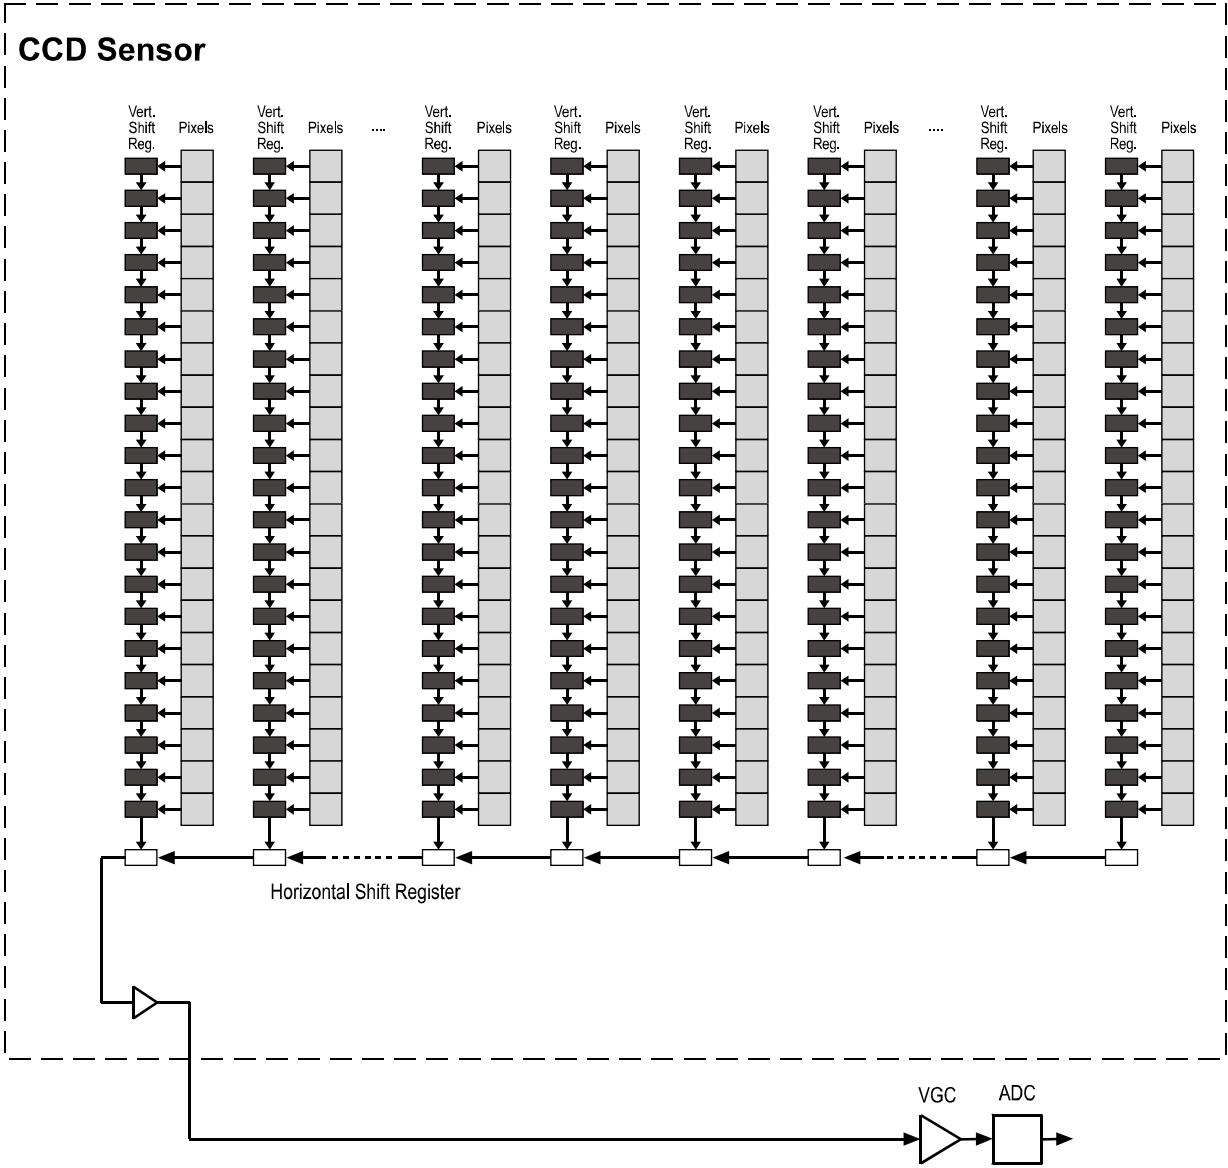 CCD Sensor
Vert.
Shift
Reg.
Pixels
Vert.
Shift
Reg.
Pixels
....
Vert.
Shift
Reg.
Pixels
Vert.
Shift
Reg.
Pixels
Vert.
Shift
Reg.
Pixels
Vert.
Shift
Reg.
Pixels
....
Vert.
Shift
Reg.
Pixels
Vert.
Shift
Reg.
Pixels
Horizontal Shift Register
VGC
ADC